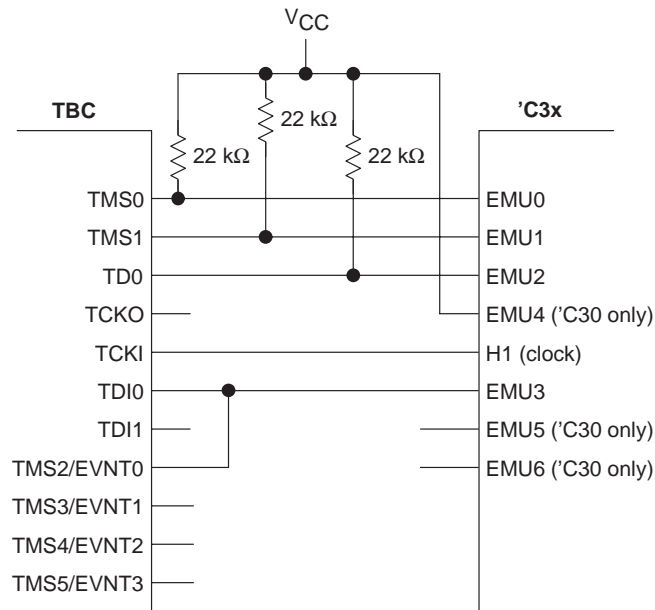 VCC
TBC
'C3x
22 kΩ
22 kΩ
22 kΩ
TMS0
EMU0
TMS1
EMU1
TD0
EMU2
TCKO
EMU4 ('C30 only)
TCKI
H1 (clock)
TDI0
EMU3
TDI1
EMU5 ('C30 only)
TMS2/EVNT0
EMU6 ('C30 only)
TMS3/EVNT1
TMS4/EVNT2
TMS5/EVNT3